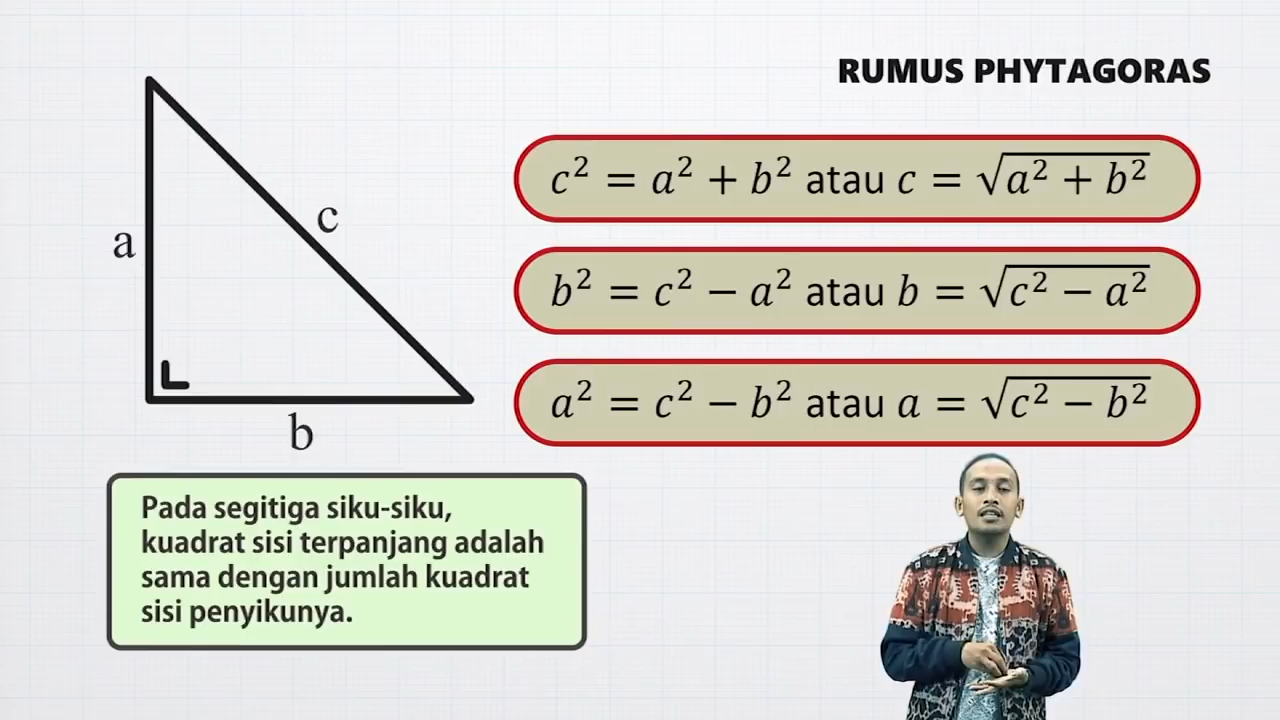 RUMUS PHYTAGORAS
a
c
b
c² = a² + b² atau c = √(a² + b²)
b² = c² − a² atau b = √(c² − a²)
a² = c² − b² atau a = √(c² − b²)
Pada segitiga siku-siku,
kuadrat sisi terpanjang adalah
sama dengan jumlah kuadrat
sisi penyikunya.